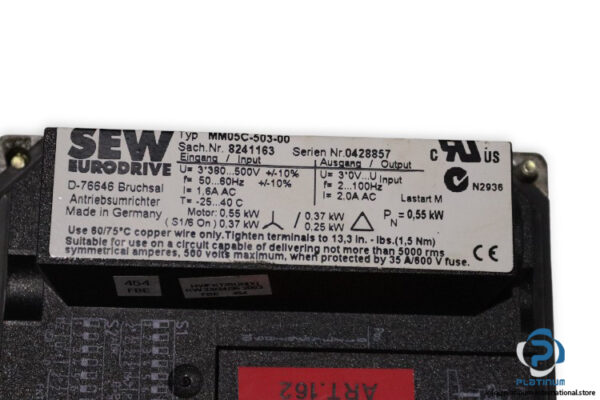 SEW
EURODRIVE
D-76646 Bruchsal
Antriebsumrichter
Made in Germany
Typ MM05C-503-00
Sach.Nr. 8241163 Serien Nr.0428857
Eingang / Input
U= 3*380...500V +/-10%
f= 50...60Hz +/-10%
I= 1,6A AC
T= -25...40 C
Ausgang / Output
U= 3*0V...U Input
f= 2...100Hz
I= 2.0A AC
Lastart M
Motor: 0,55 kW / 0.37 kW
(S1/6 On) 0,37 kW / 0.25 kW
PN = 0,55 kW
C US
N2936
Use 60/75°C copper wire only.Tighten terminals to 13,3 in. - lbs.(1,5 Nm)
Suitable for use on a circuit capable of delivering not more than 5000 rms
symmetrical amperes, 500 volts maximum, when protected by 35 A/600 V fuse.
CE
454
FBE
ART.162
PLATINUM
INTERNATIONAL